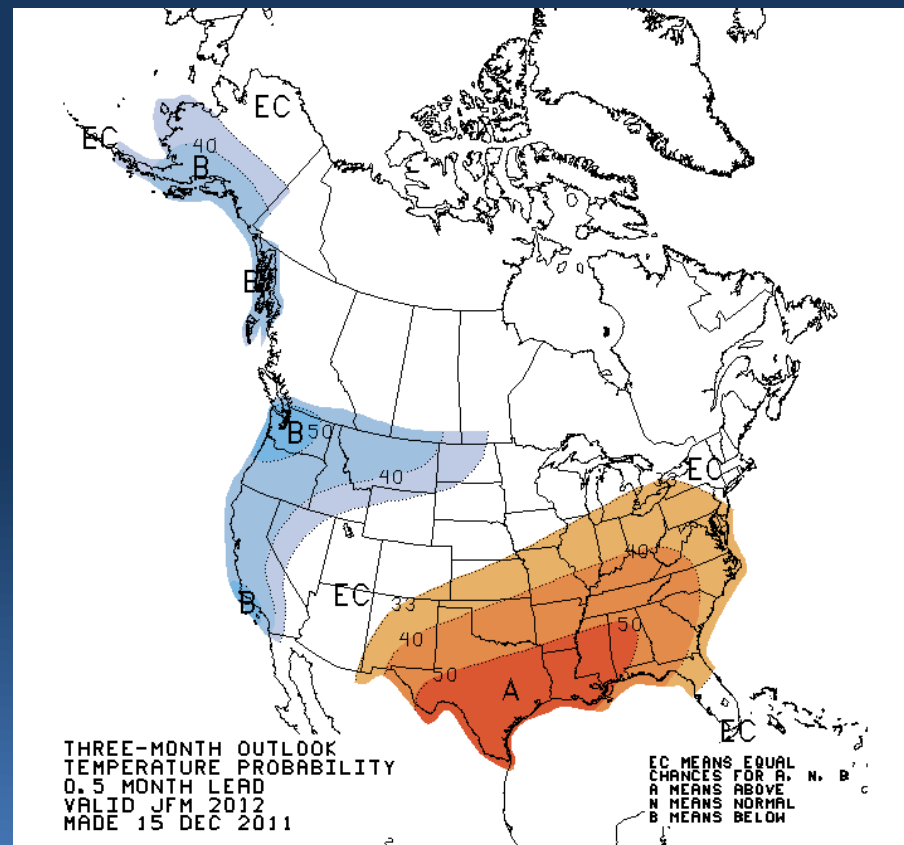 EC
EC
40
B
B
B 50
40
EC
40
B
EC
33
50
40
50
A
EC
THREE-MONTH OUTLOOK
TEMPERATURE PROBABILITY
0.5 MONTH LEAD
VALID JFM 2012
MADE 15 DEC 2011
EC MEANS EQUAL
CHANCES FOR A, N, B
A MEANS ABOVE
N MEANS NORMAL
B MEANS BELOW